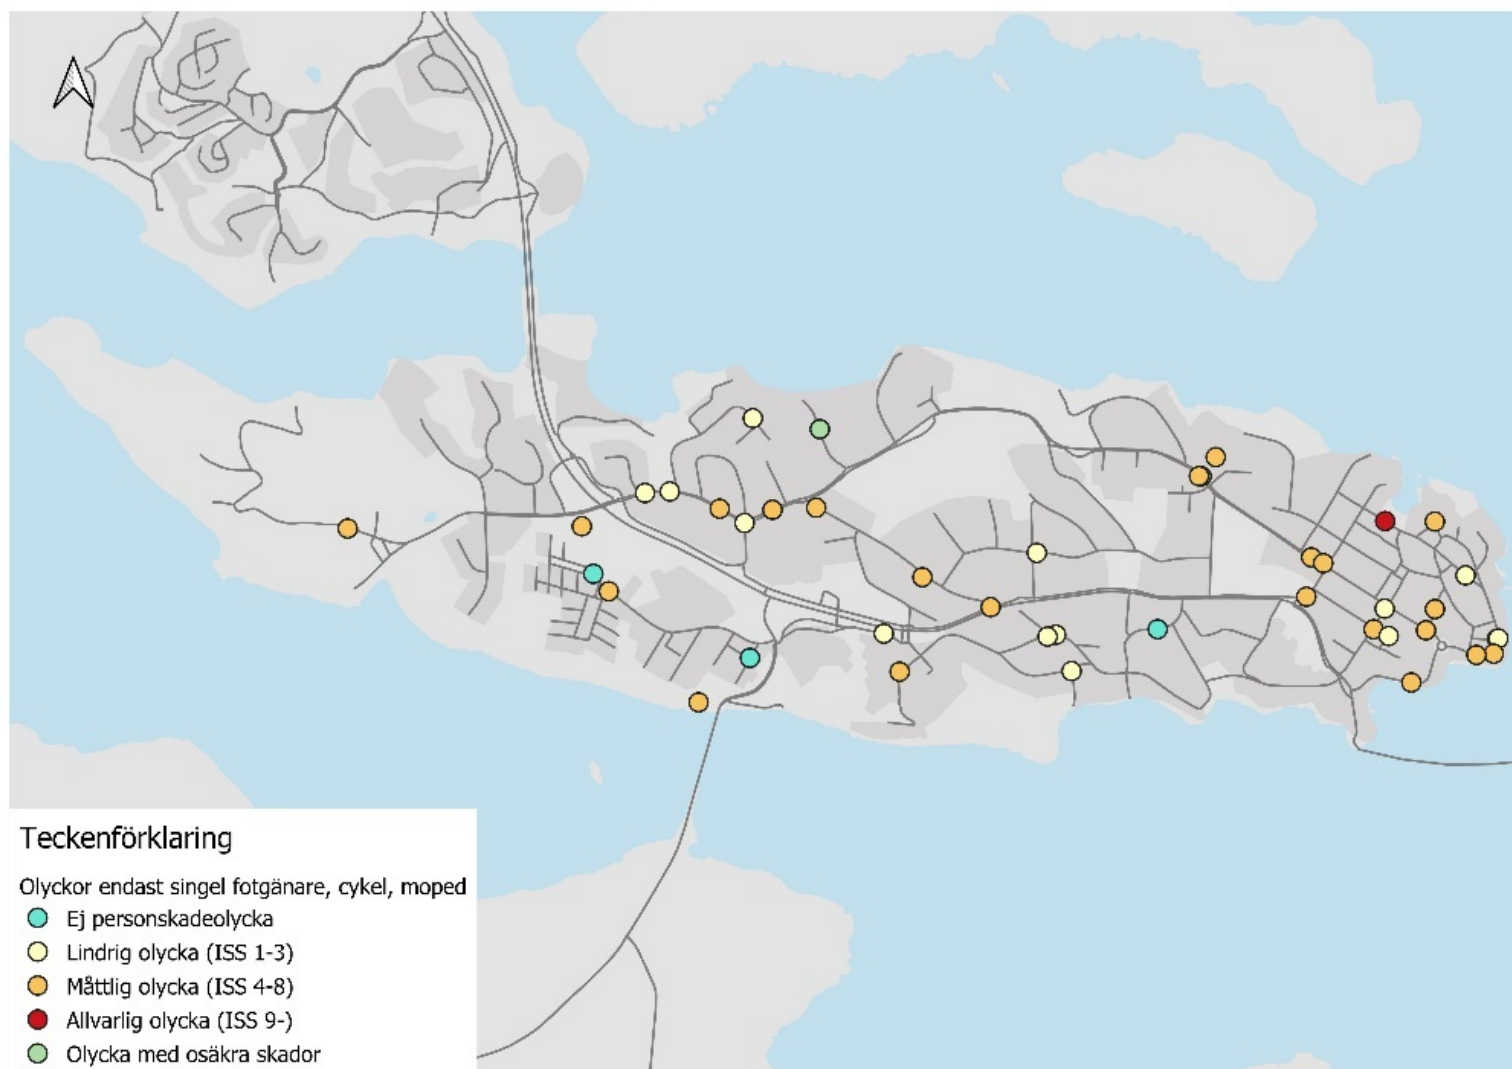 Teckenförklaring
Olyckor endast singel fotgänare, cykel, moped
Ej personskadeolycka
Lindrig olycka (ISS 1-3)
Måttlig olycka (ISS 4-8)
Allvarlig olycka (ISS 9-)
Olycka med osäkra skador